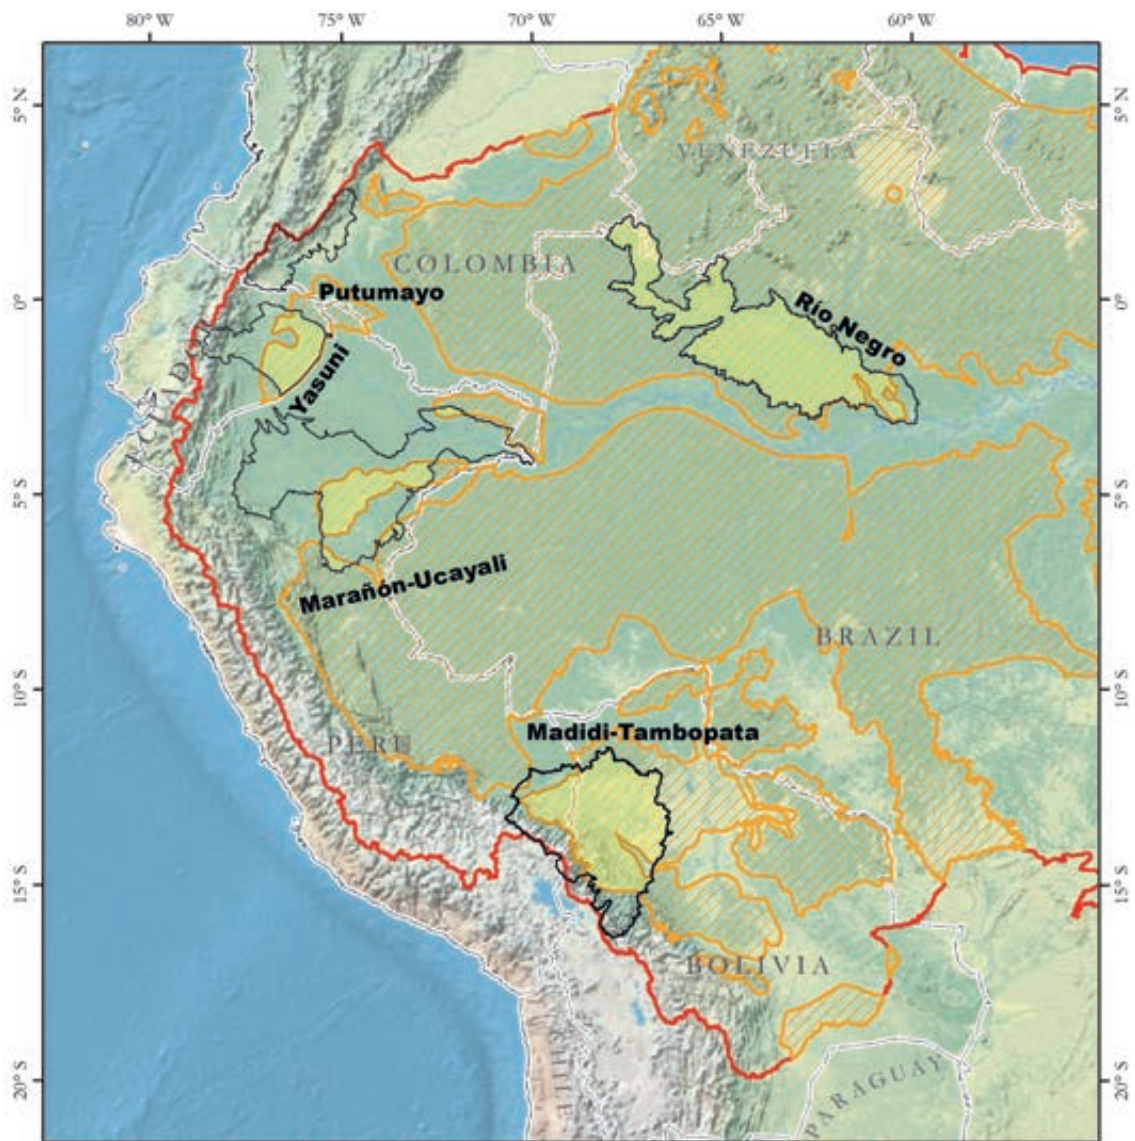 80° W
75° W
70° W
65° W
60° W
5°N
5°N
VENEZUELA
COLOMBIA
Putumayo
0°
0°
Río Negro
ECUADOR
Yasuni
5°S
5°S
Marañón-Ucayali
BRAZIL
10°S
10°S
Madidi-Tambopata
PERU
15°S
15°S
BOLIVIA
20°S
20°S
CHILE
PARAGUAY